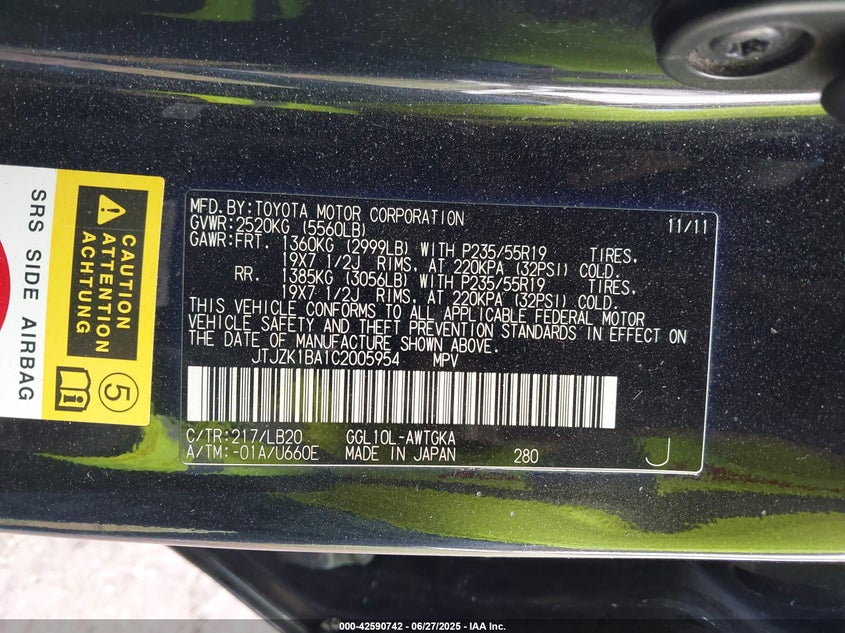 MFD.BY:TOYOTA MOTOR CORPORATION 11/11
GVWR:2520KG (5560LB)
GAWR:FRT. 1360KG (2999LB) WITH P235/55R19 TIRES,
19X7 1/2J RIMS, AT 220KPA (32PSI) COLD.
RR. 1385KG (3056LB) WITH P235/55R19 TIRES,
19X7 1/2J RIMS, AT 220KPA (32PSI) COLD.
THIS VEHICLE CONFORMS TO ALL APPLICABLE FEDERAL MOTOR
VEHICLE SAFETY AND THEFT PREVENTION STANDARDS IN EFFECT ON
THE DATE OF MANUFACTURE SHOWN ABOVE.
JTJZK1BA1C2005954 MPV
C/TR:217/LB20 GGL10L-AWTGKA
A/TM:-01A/U660E MADE IN JAPAN 280 J
SRS SIDE AIRBAG
CAUTION
ATTENTION
ACHTUNG
5
000-42590742 / 06/27/2025 - IAA Inc.